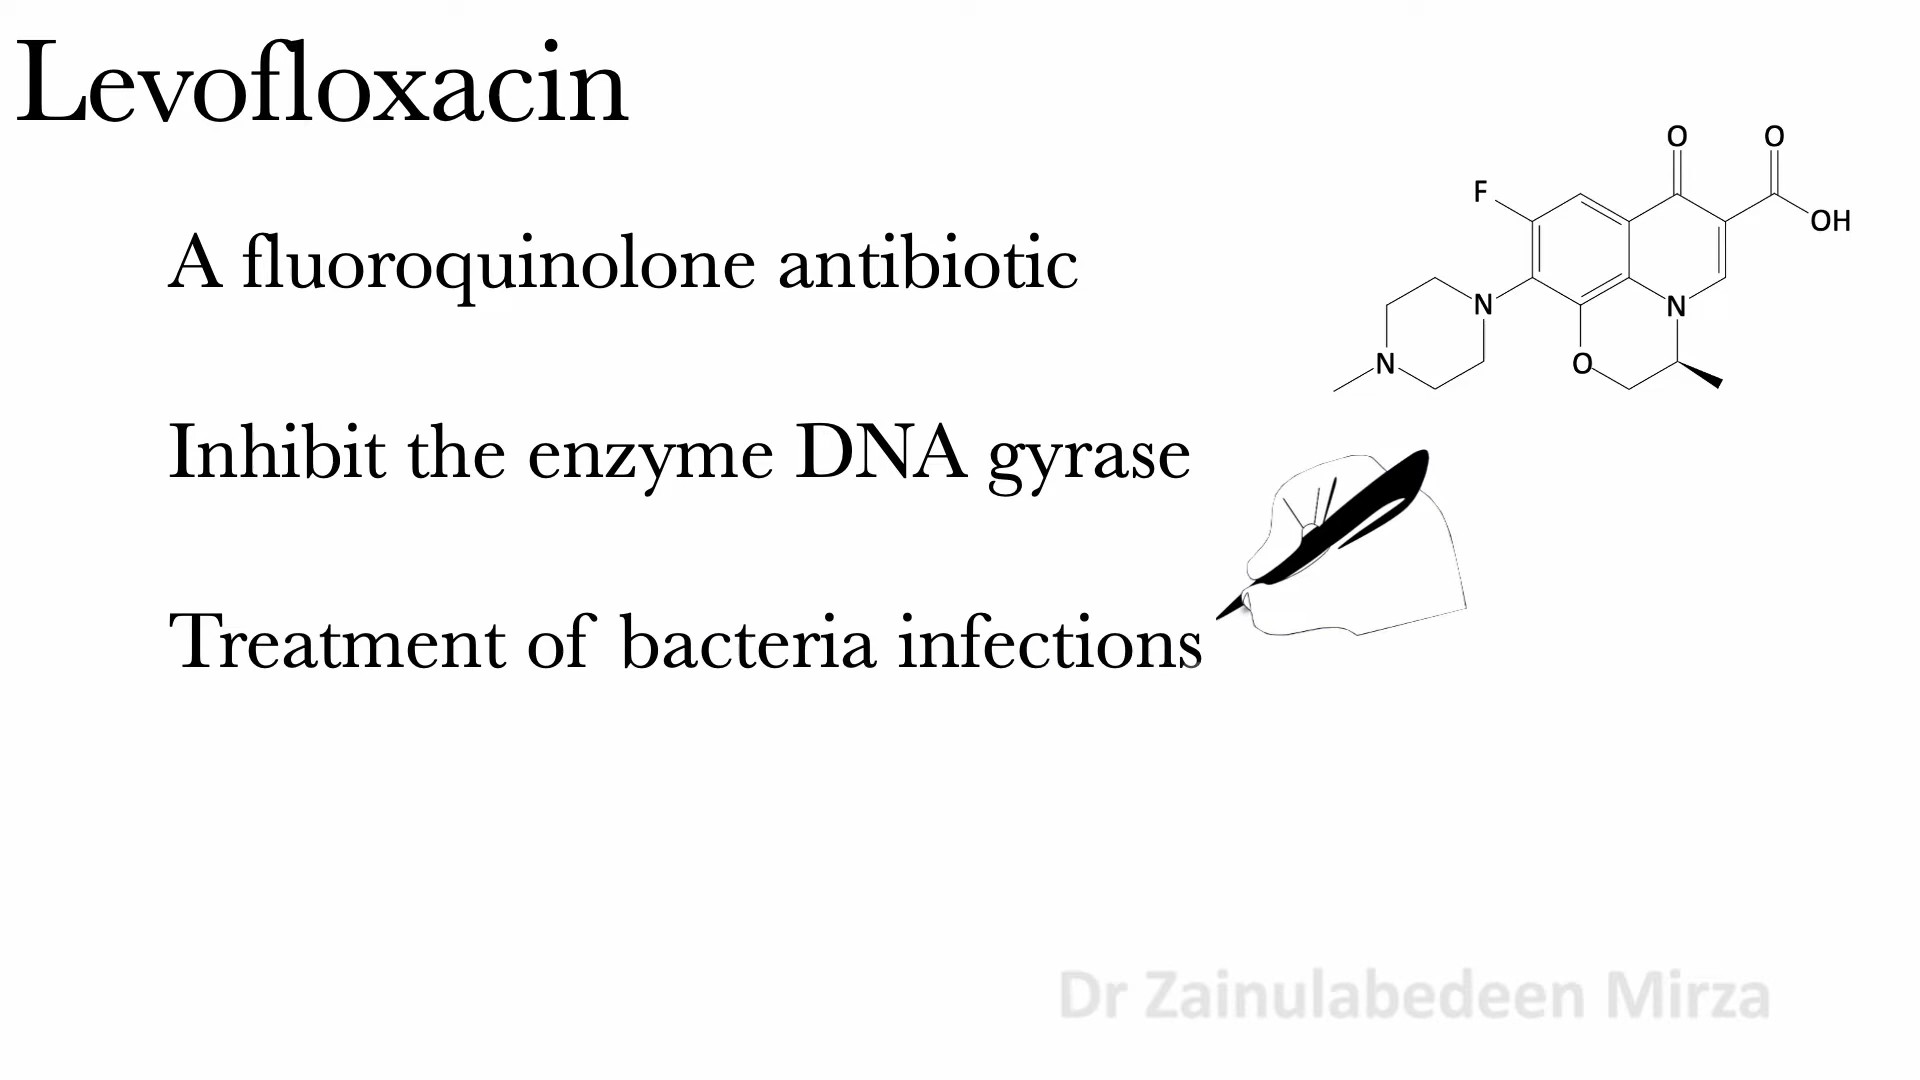 Levofloxacin
A fluoroquinolone antibiotic
Inhibit the enzyme DNA gyrase
Treatment of bacteria infections
O
O
F
OH
N
N
N
O
Dr Zainulabedeen Mirza